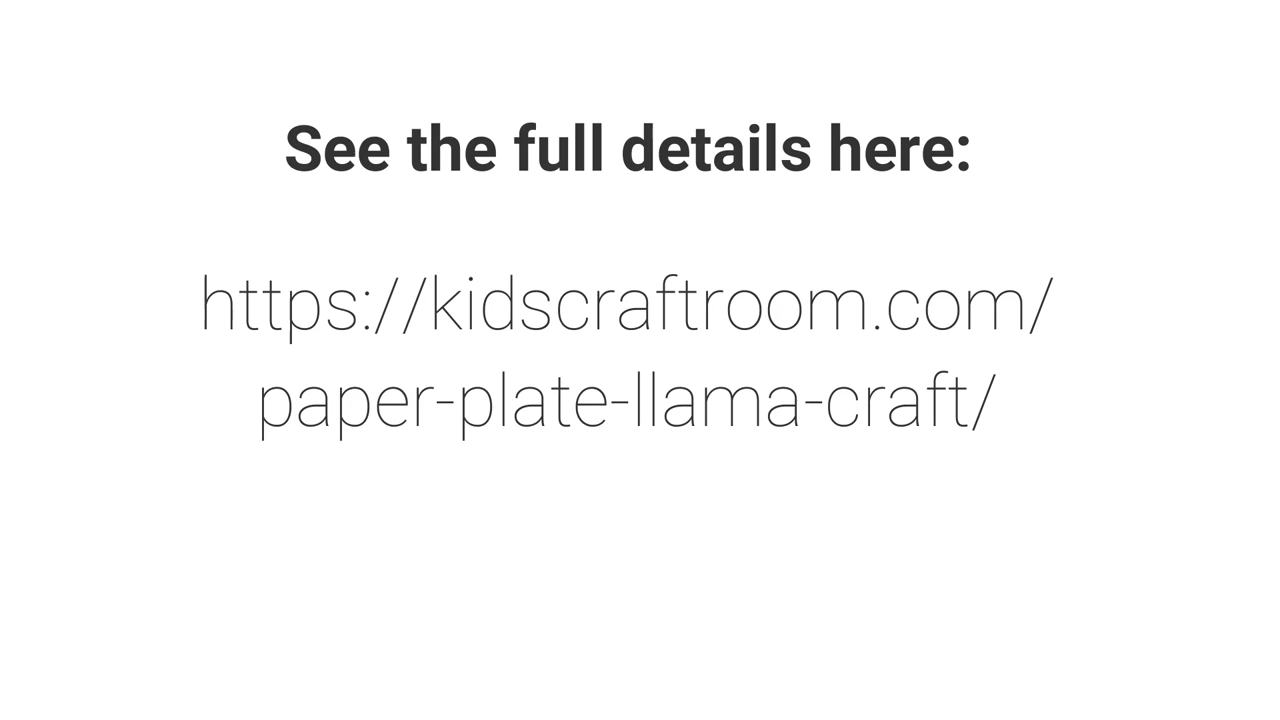 See the full details here:
https://kidscraftroom.com/
paper-plate-llama-craft/